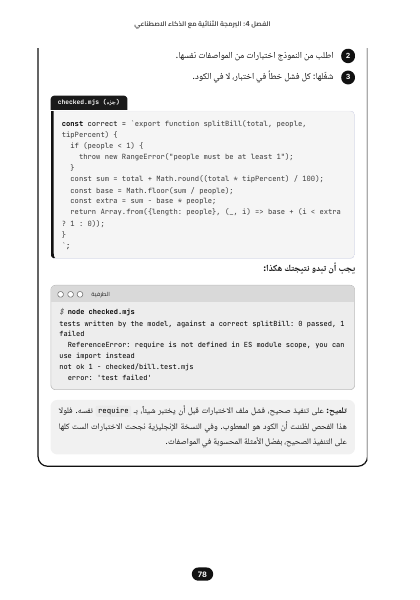 الفصل 4: البرمجة الثنائية مع الذكاء الاصطناعي
2 اطلب من النموذج اختبارات من المواصفات نفسها.
3 شغّلها: كل فشل خطأ في اختبار، لا في الكود.
checked.mjs (جزء)
const correct = `export function splitBill(total, people,
tipPercent) {
  if (people < 1) {
    throw new RangeError("people must be at least 1");
  }
  const sum = total + Math.round((total * tipPercent) / 100);
  const base = Math.floor(sum / people);
  const extra = sum - base * people;
  return Array.from({length: people}, (_, i) => base + (i < extra
? 1 : 0));
}
`;
يجب أن تبدو نتيجتك هكذا:
الطرفية
$ node checked.mjs
tests written by the model, against a correct splitBill: 0 passed, 1
failed
  ReferenceError: require is not defined in ES module scope, you can
use import instead
not ok 1 - checked/bill.test.mjs
  error: 'test failed'
تلميح: على تنفيذ صحيح، فشل ملف الاختبارات قبل أن يختبر شيئاً، بـ require نفسه. فلولا
هذا الفحص لظننت أن الكود هو المعطوب. وفي النسخة الإنجليزية نجحت الاختبارات الست كلها
على التنفيذ الصحيح، بفضل الأمثلة المحسوبة في المواصفات.
78